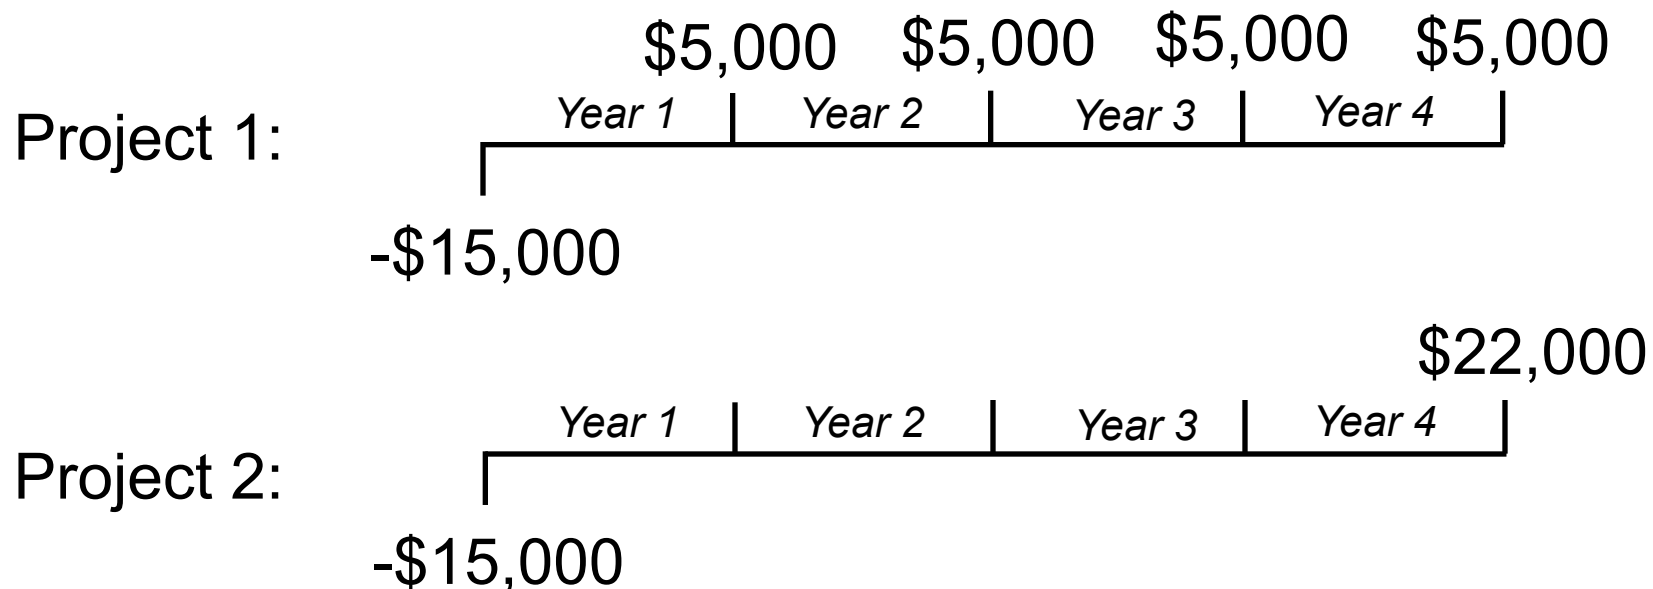 $5,000 $5,000 $5,000 $5,000
Year 1 Year 2 Year 3 Year 4
Project 1:
-$15,000
$22,000
Year 1 Year 2 Year 3 Year 4
Project 2:
-$15,000